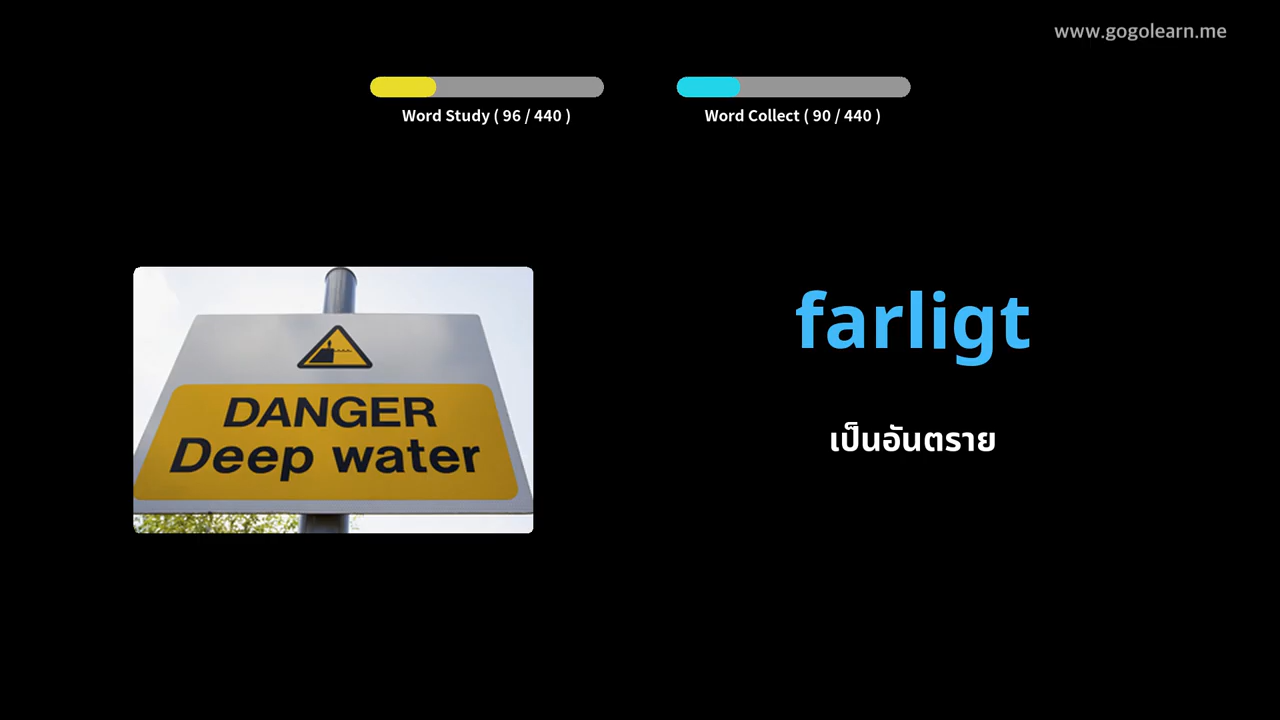 www.gogolearn.me
Word Study ( 96 / 440 )
Word Collect ( 90 / 440 )
DANGER
Deep water
farligt
เป็นอันตราย